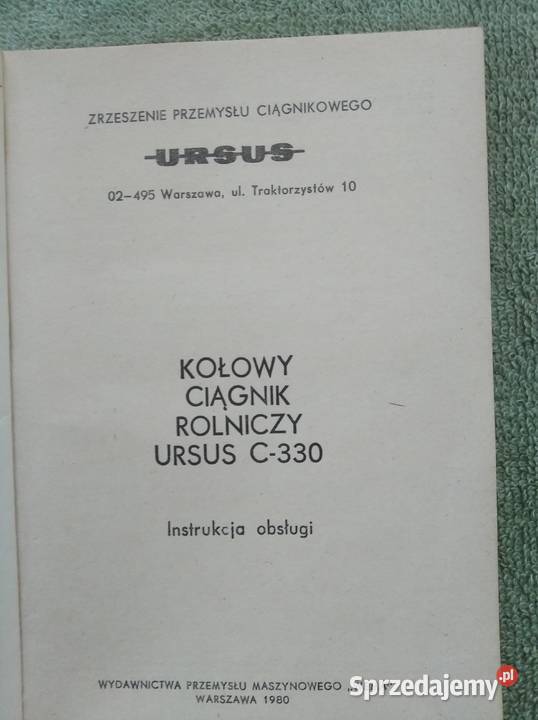 ZRZESZENIE PRZEMYSŁU CIĄGNIKOWEGO
URSUS
02-495 Warszawa, ul. Traktorzystów 10
KOŁOWY
CIĄGNIK
ROLNICZY
URSUS C-330
Instrukcja obsługi
WYDAWNICTWA PRZEMYSŁU MASZYNOWEGO
WARSZAWA 1980
Sprzedajemy.pl